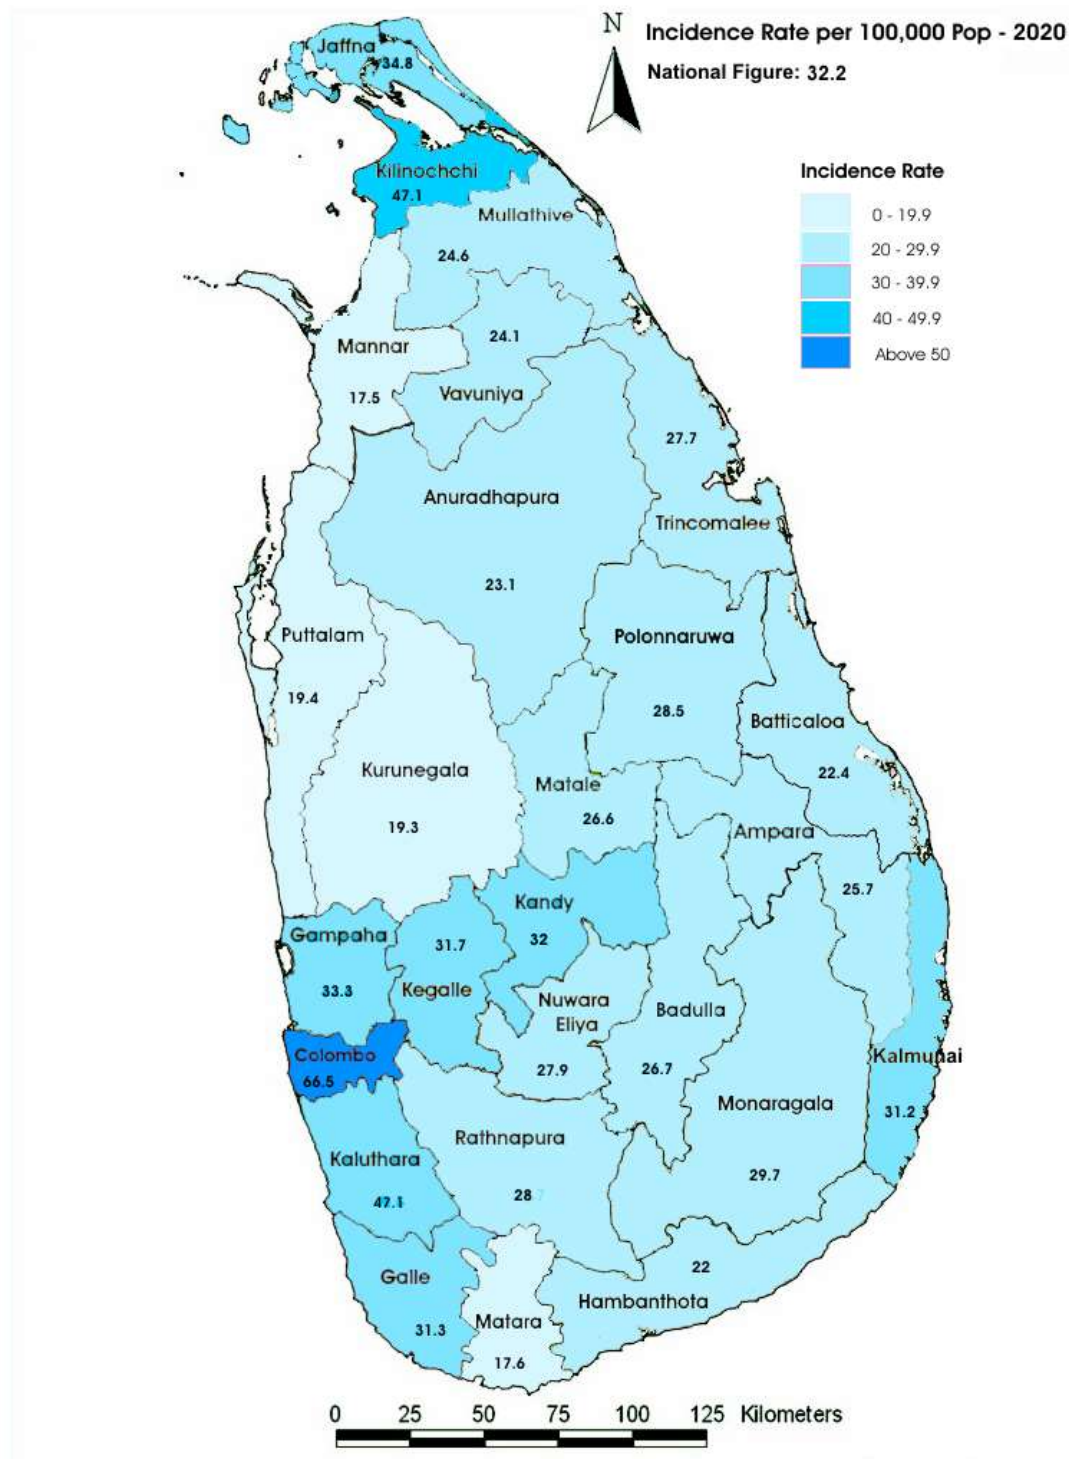 N
Incidence Rate per 100,000 Pop - 2020
National Figure: 32.2
Jaffna
34.8
Incidence Rate
0 - 19.9
20 - 29.9
30 - 39.9
40 - 49.9
Above 50
Kilinochchi
47.1
Mullathive
24.6
24.1
Mannar
Vavuniya
17.5
27.7
Anuradhapura
Trincomalee
23.1
Puttalam
Polonnaruwa
19.4
28.5
Batticaloa
Kurunegala
22.4
Matale
26.6
19.3
Ampara
25.7
Kandy
Gampaha
31.7
32
33.3
Kegalle
Nuwara
Eliya
Badulla
Colombo
66.5
27.9
26.7
Kalmunai
Monaragala
31.2
Rathnapura
Kaluthara
29.7
28
Galle
22
Hambanthota
31.3
Matara
17.6
0 25 50 75 100 125 Kilometers